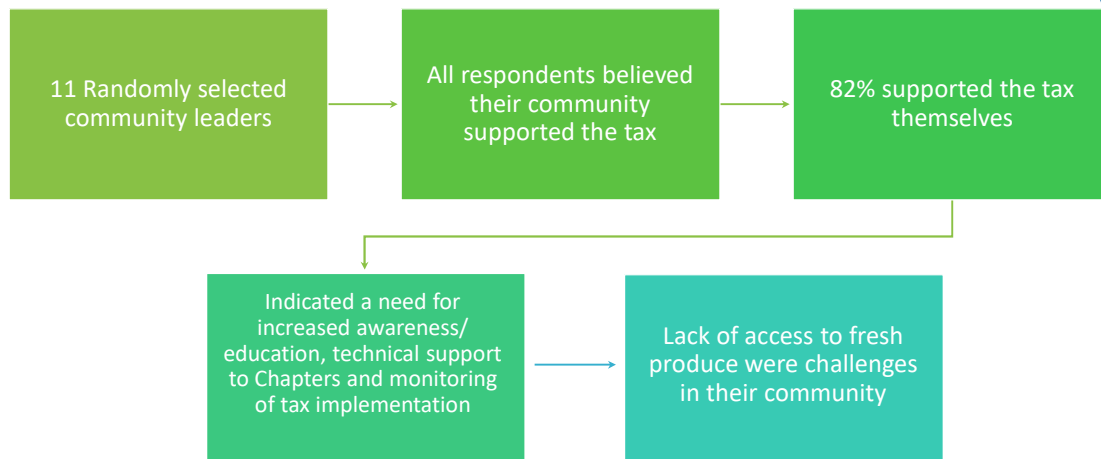 11 Randomly selected
community leaders
All respondents believed
their community
supported the tax
82% supported the tax
themselves
Indicated a need for
increased awareness/
education, technical support
to Chapters and monitoring
of tax implementation
Lack of access to fresh
produce were challenges
in their community